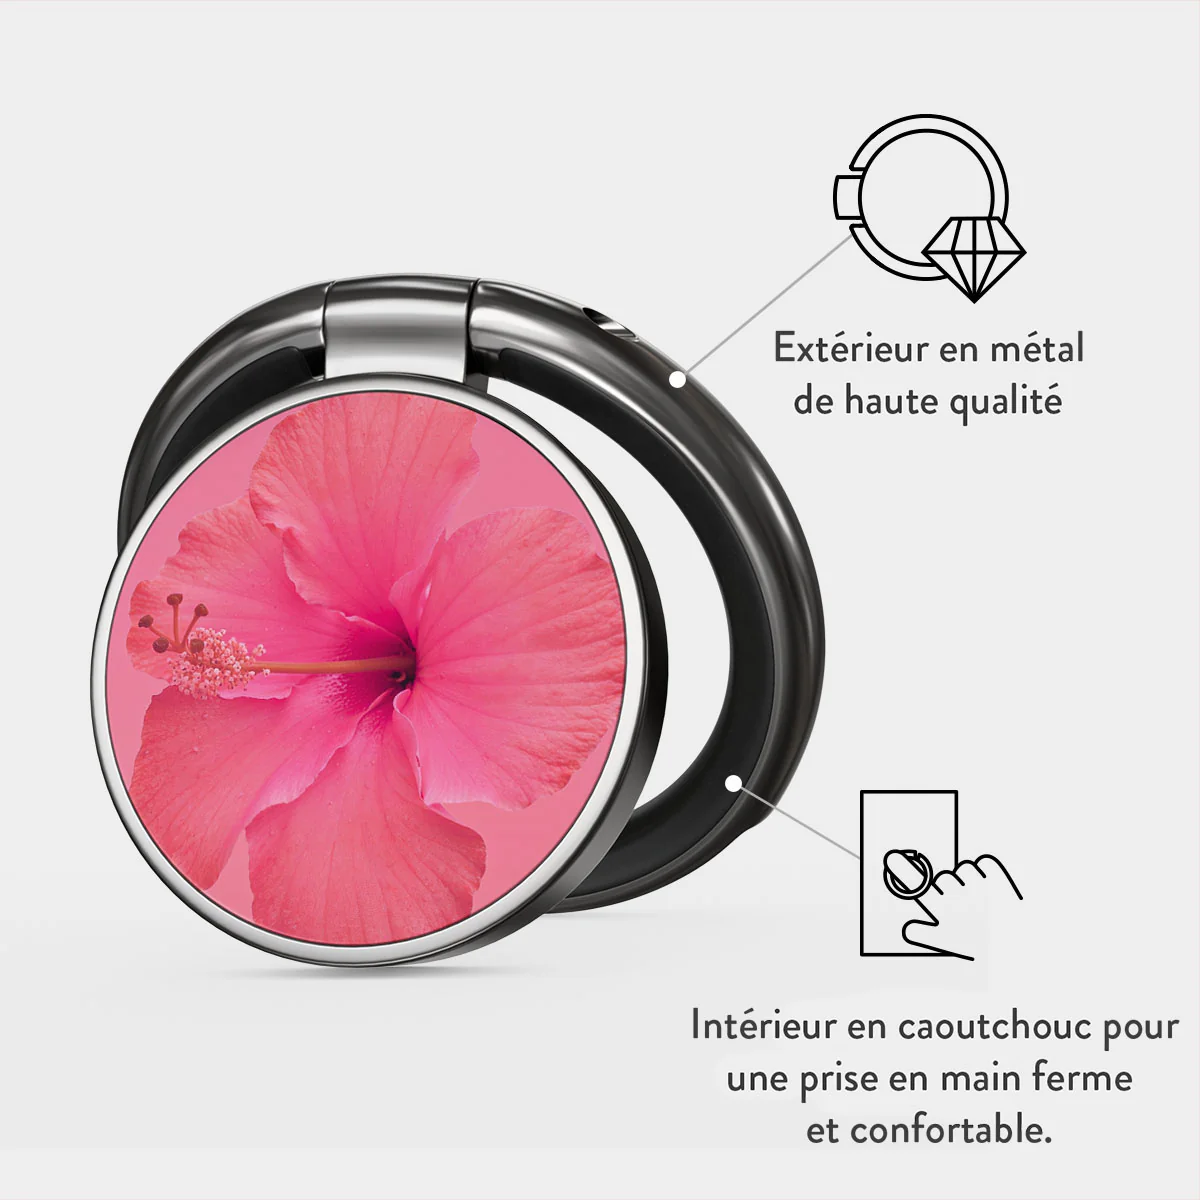 Extérieur en métal
de haute qualité
Intérieur en caoutchouc pour
une prise en main ferme
et confortable.